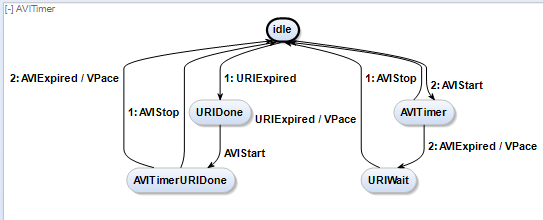 [-] AVITimer
idle
2: AVIExpired / VPace
1: URIExpired
1: AVIStop
2: AVIStart
1: AVIStop
URIDone
URIExpired / VPace
AVITimer
AVIStart
2: AVIExpired / VPace
AVITimerURIDone
URIWait